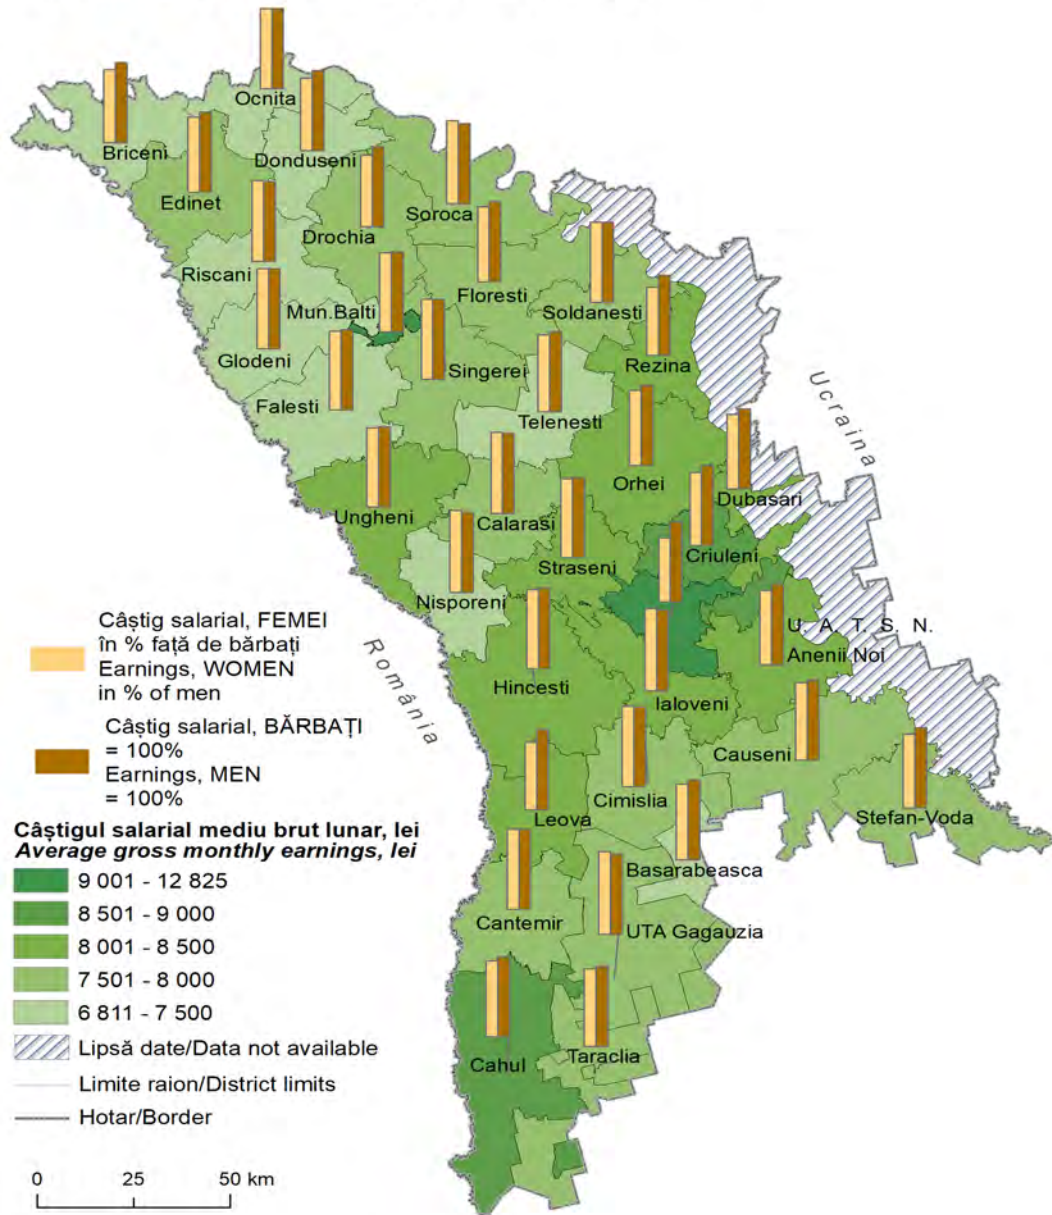 Ocnita
Briceni
Donduseni
Edinet
Soroca
Drochia
Riscani
Floresti
Soldanesti
Mun.Balti
Glodeni
Singerei
Rezina
Falesti
Telenesti
Ucraina
Orhei
Dubasari
Ungheni
Calarasi
Criuleni
Straseni
Nisporeni
U. A. T. S. N.
Anenii Noi
România
Hincesti
Ialoveni
Causeni
Cimislia
Leova
Stefan-Voda
Basarabeasca
Cantemir
UTA Gagauzia
Cahul
Taraclia
Câștig salarial, FEMEI
în % față de bărbați
Earnings, WOMEN
in % of men
Câștig salarial, BĂRBAȚI
= 100%
Earnings, MEN
= 100%
Câștigul salarial mediu brut lunar, lei
Average gross monthly earnings, lei
9 001 - 12 825
8 501 - 9 000
8 001 - 8 500
7 501 - 8 000
6 811 - 7 500
Lipsă date/Data not available
Limite raion/District limits
Hotar/Border
0 25 50 km